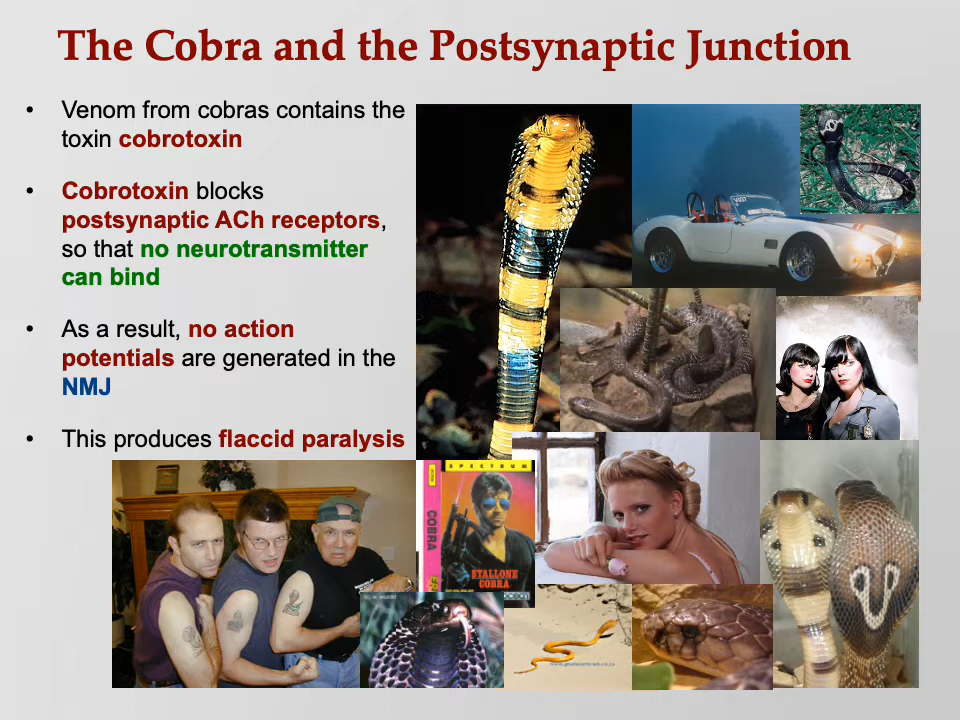 The Cobra and the Postsynaptic Junction
• Venom from cobras contains the
toxin cobrotoxin
• Cobrotoxin blocks
postsynaptic ACh receptors,
so that no neurotransmitter
can bind
• As a result, no action
potentials are generated in the
NMJ
• This produces flaccid paralysis
SPECTRUM
COBRA
STALLONE
COBRA
ocean